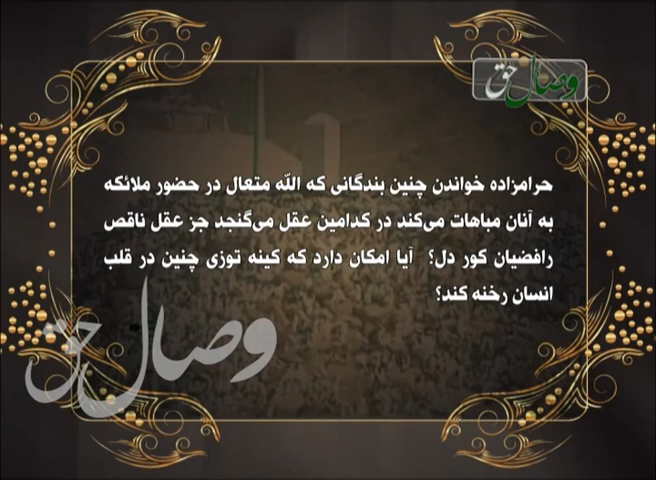 وصال حق
حرامزاده خواندن چنین بندگانی که الله متعال در حضور ملائکه
به آنان مباهات می‌کند در کدامین عقل می‌گنجد جز عقل ناقص
رافضیان کور دل؟ آیا امکان دارد که کینه توزی چنین در قلب
انسان رخنه کند؟
وصال حق